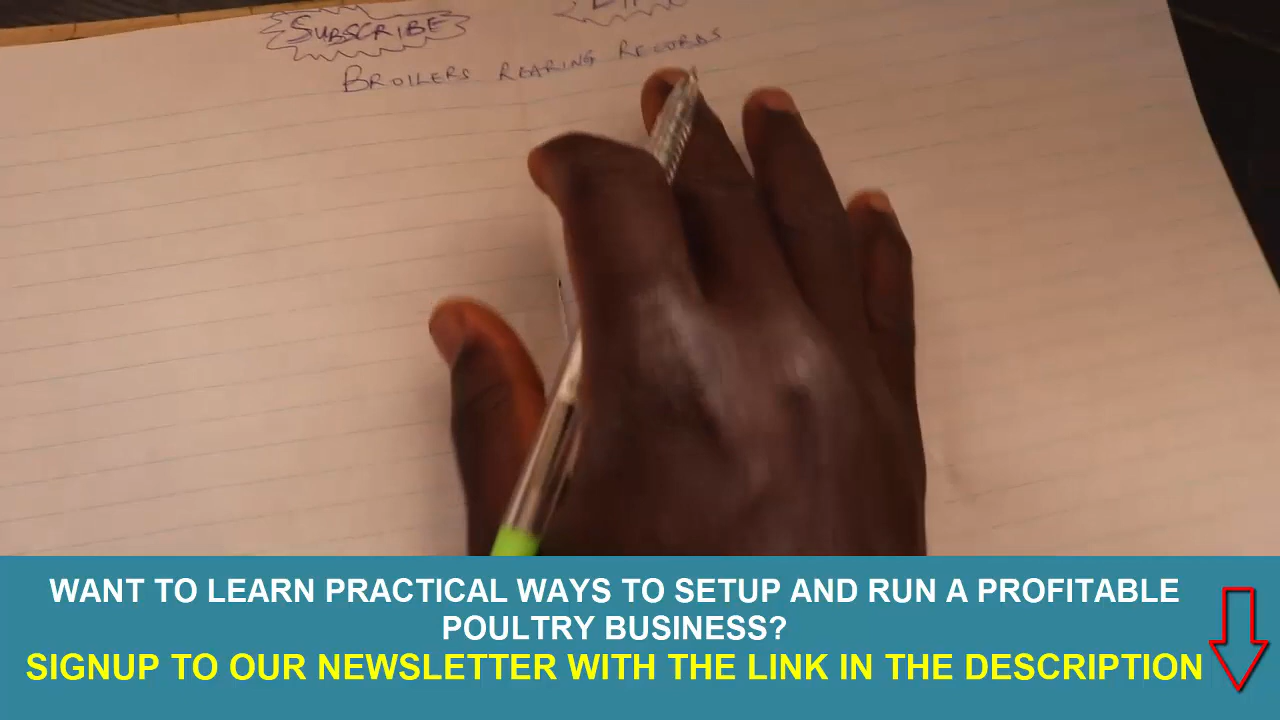 SUBSCRIBE
BROILERS REARING RECORDS
WANT TO LEARN PRACTICAL WAYS TO SETUP AND RUN A PROFITABLE
POULTRY BUSINESS?
SIGNUP TO OUR NEWSLETTER WITH THE LINK IN THE DESCRIPTION